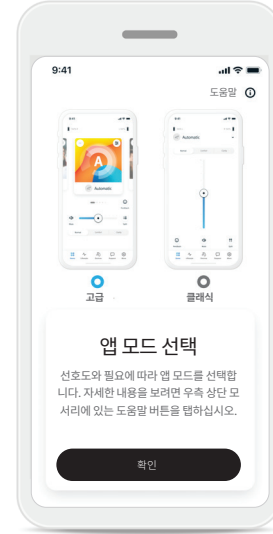 9:41
도움말
A
Automatic
Automatic
고급
클래식
앱 모드 선택
선호도와 필요에 따라 앱 모드를 선택합
니다. 자세한 내용을 보려면 우측 상단 모
서리에 있는 도움말 버튼을 탭하십시오.
확인